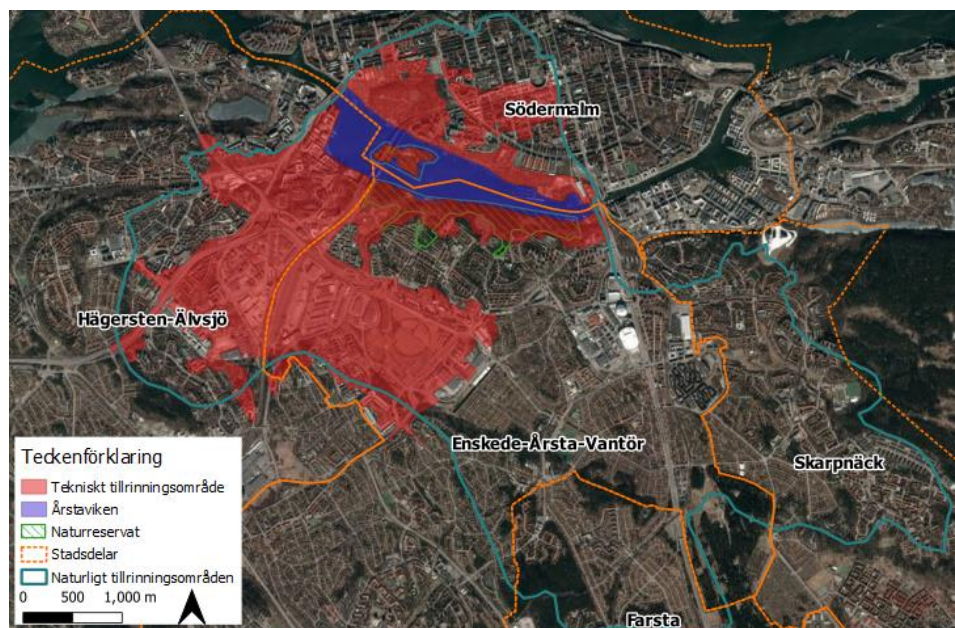 Södermalm
Hägersten-Älvsjö
Enskede-Årsta-Vantör
Skarpnäck
Farsta
Teckenförklaring
Tekniskt tillrinningsområde
Årstaviken
Naturreservat
Stadsdelar
Naturligt tillrinningsområden
0 500 1,000 m